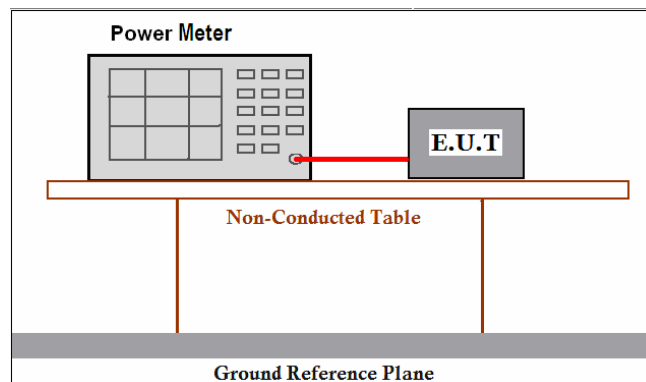 Power Meter
E.U.T
Non-Conducted Table
Ground Reference Plane